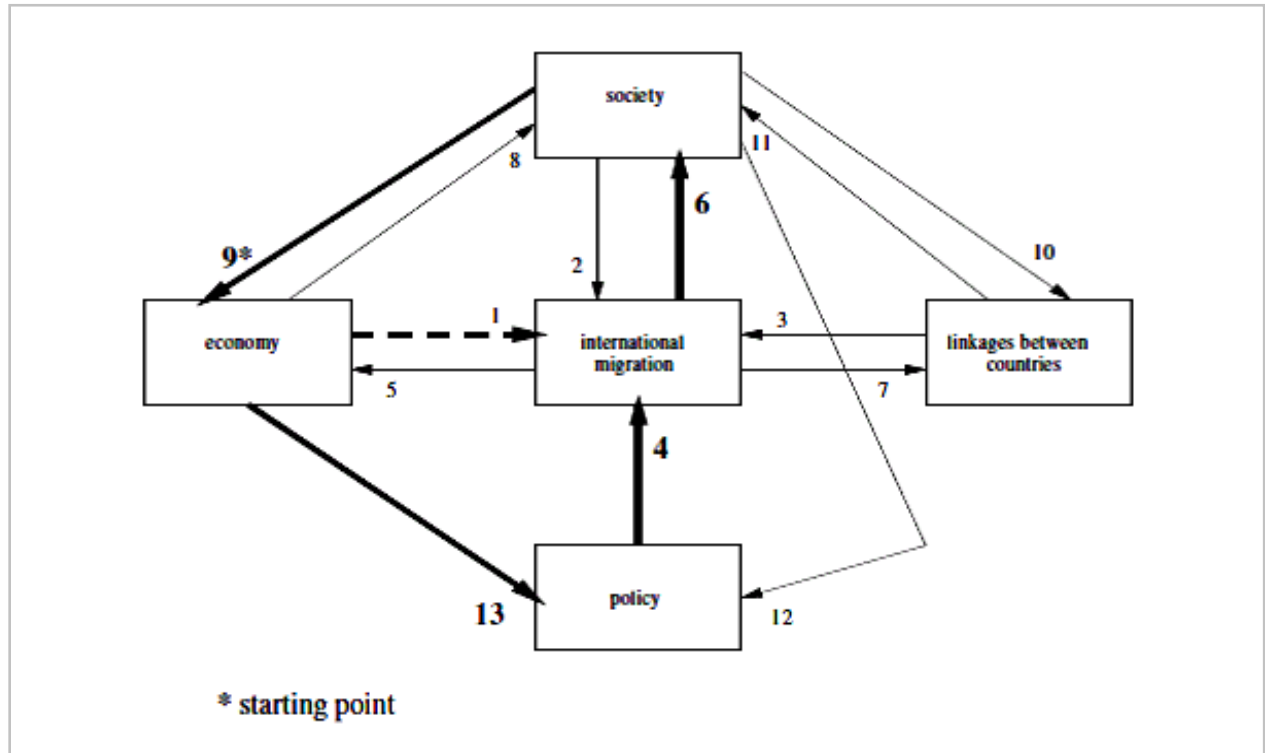 society
11
8
6
9*
2
10
1
3
economy
international
migration
linkages between
countries
5
7
4
policy
13
12
* starting point